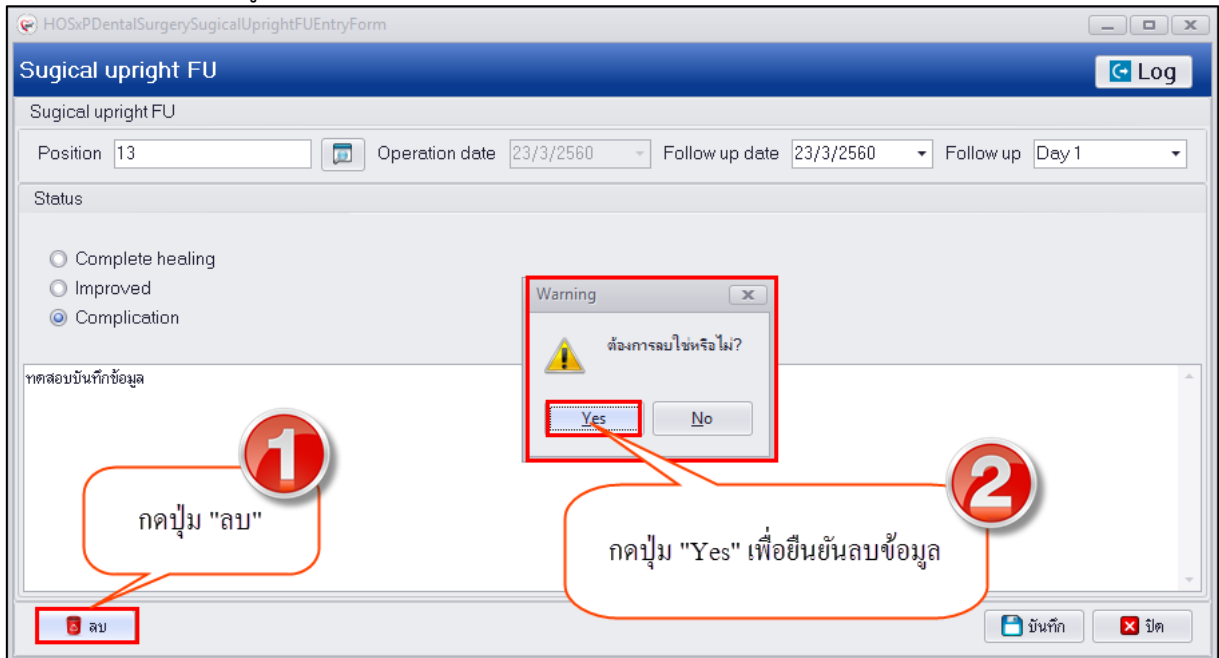 HOSxPDentalSurgerySugicalUprightFUEntryForm
Sugical upright FU
Log
Sugical upright FU
Position 13 Operation date 23/3/2560 Follow up date 23/3/2560 Follow up Day 1
Status
Complete healing
Improved
Complication
Warning
ต้องการลบใช่หรือไม่?
Yes No
ทดสอบบันทึกข้อมูล
1
กดปุ่ม "ลบ"
2
กดปุ่ม "Yes" เพื่อยืนยันลบข้อมูล
ลบ บันทึก ปิด